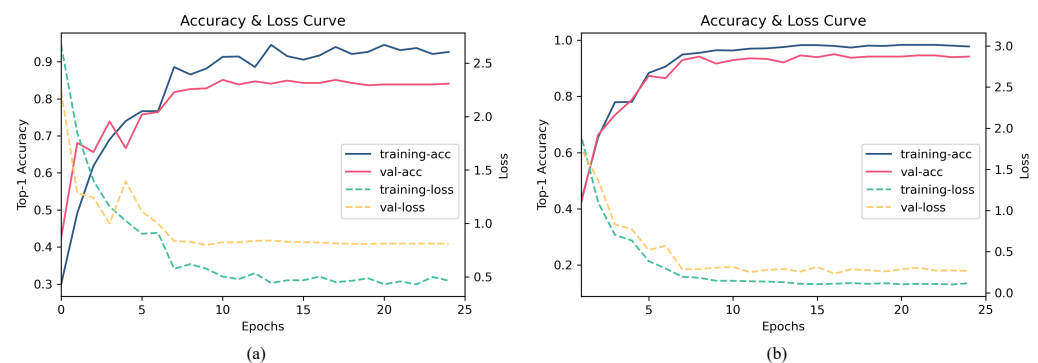 Accuracy & Loss Curve
Top-1 Accuracy
0.9
0.8
0.7
0.6
0.5
0.4
0.3
2.5
2.0
1.5
1.0
0.5
Loss
training-acc
val-acc
training-loss
val-loss
0 5 10 15 20 25
Epochs
(a)
Accuracy & Loss Curve
Top-1 Accuracy
1.0
0.8
0.6
0.4
0.2
3.0
2.5
2.0
1.5
1.0
0.5
0.0
Loss
training-acc
val-acc
training-loss
val-loss
5 10 15 20 25
Epochs
(b)